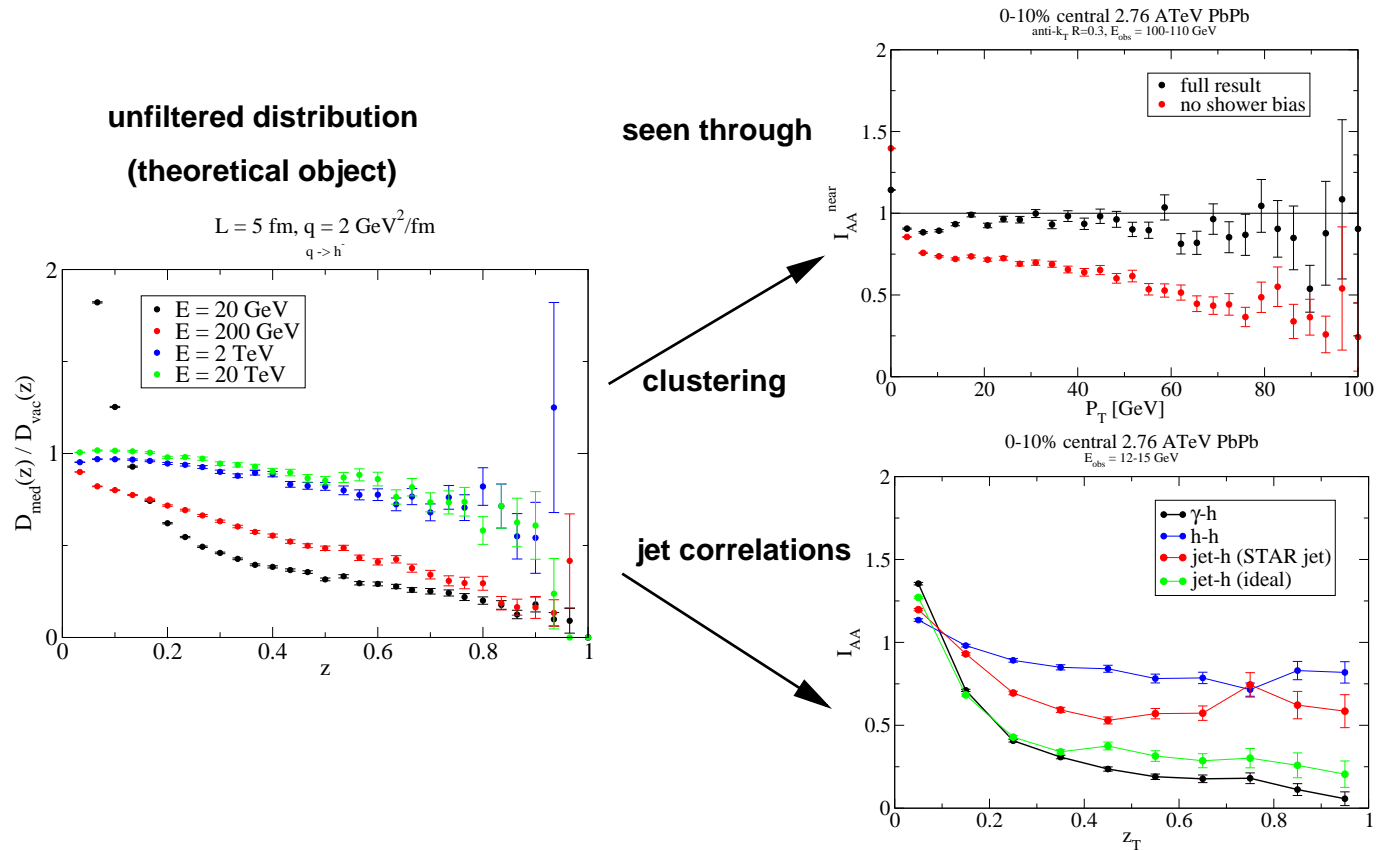 unfiltered distribution
(theoretical object)
L = 5 fm, q = 2 GeV²/fm
q -> h⁻
2
1
0
0
0.2
0.4
0.6
0.8
1
E = 20 GeV
E = 200 GeV
E = 2 TeV
E = 20 TeV
D_med(z) / D_vac(z)
z
seen through
clustering
jet correlations
0-10% central 2.76 ATeV PbPb
anti-k_T R=0.3, E_obs = 100-110 GeV
2
1.5
1
0.5
0
full result
no shower bias
I_AA^near
0
20
40
60
80
100
P_T [GeV]
0-10% central 2.76 ATeV PbPb
E_obs = 12-15 GeV
2
1.5
1
0.5
0
γ-h
h-h
jet-h (STAR jet)
jet-h (ideal)
I_AA
0
0.2
0.4
0.6
0.8
1
z_T